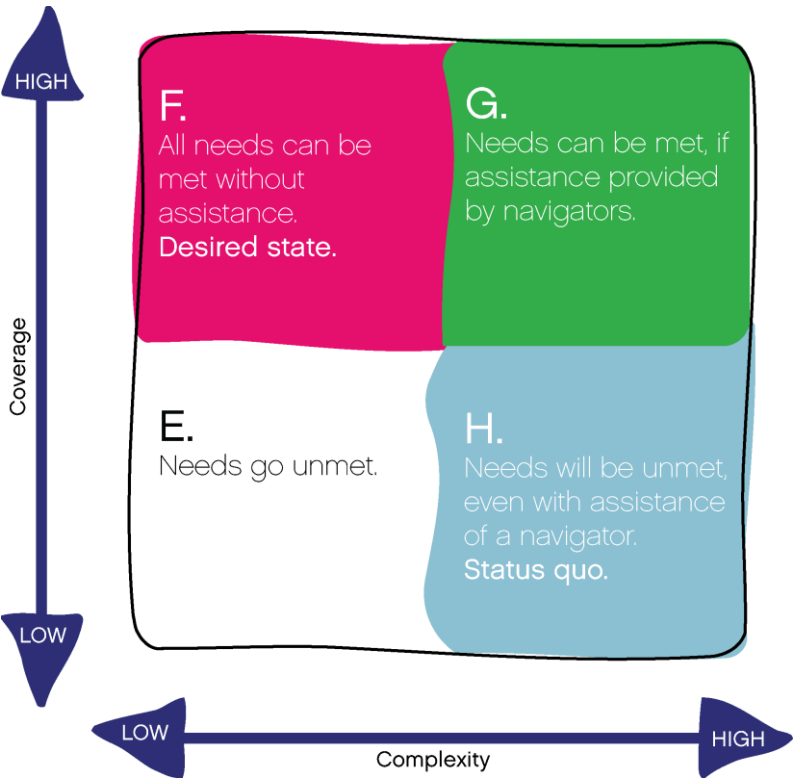 HIGH
F.
All needs can be
met without
assistance.
Desired state.
G.
Needs can be met, if
assistance provided
by navigators.
Coverage
E.
Needs go unmet.
H.
Needs will be unmet,
even with assistance
of a navigator.
Status quo.
LOW
LOW
Complexity
HIGH